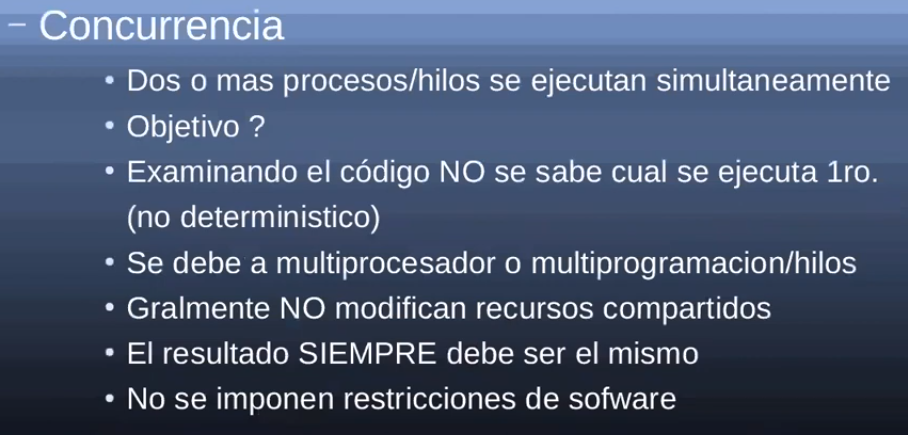 – Concurrencia
• Dos o mas procesos/hilos se ejecutan simultaneamente
• Objetivo ?
• Examinando el código NO se sabe cual se ejecuta 1ro.
(no deterministico)
• Se debe a multiprocesador o multiprogramacion/hilos
• Gralmente NO modifican recursos compartidos
• El resultado SIEMPRE debe ser el mismo
• No se imponen restricciones de sofware